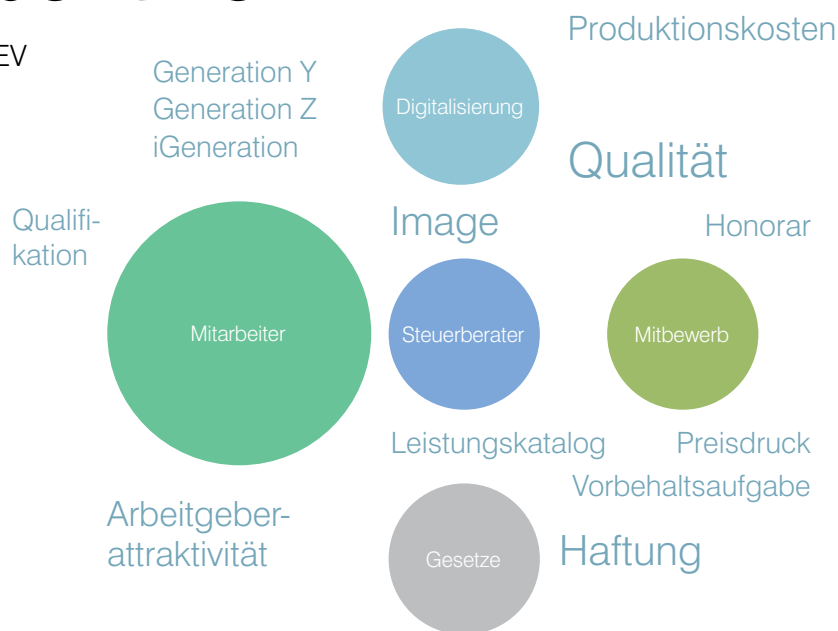 EV
Produktionskosten
Generation Y
Generation Z
iGeneration
Digitalisierung
Qualität
Qualifi-
kation
Image
Honorar
Mitarbeiter
Steuerberater
Mitbewerb
Leistungskatalog
Preisdruck
Vorbehaltsaufgabe
Arbeitgeber-
attraktivität
Gesetze
Haftung